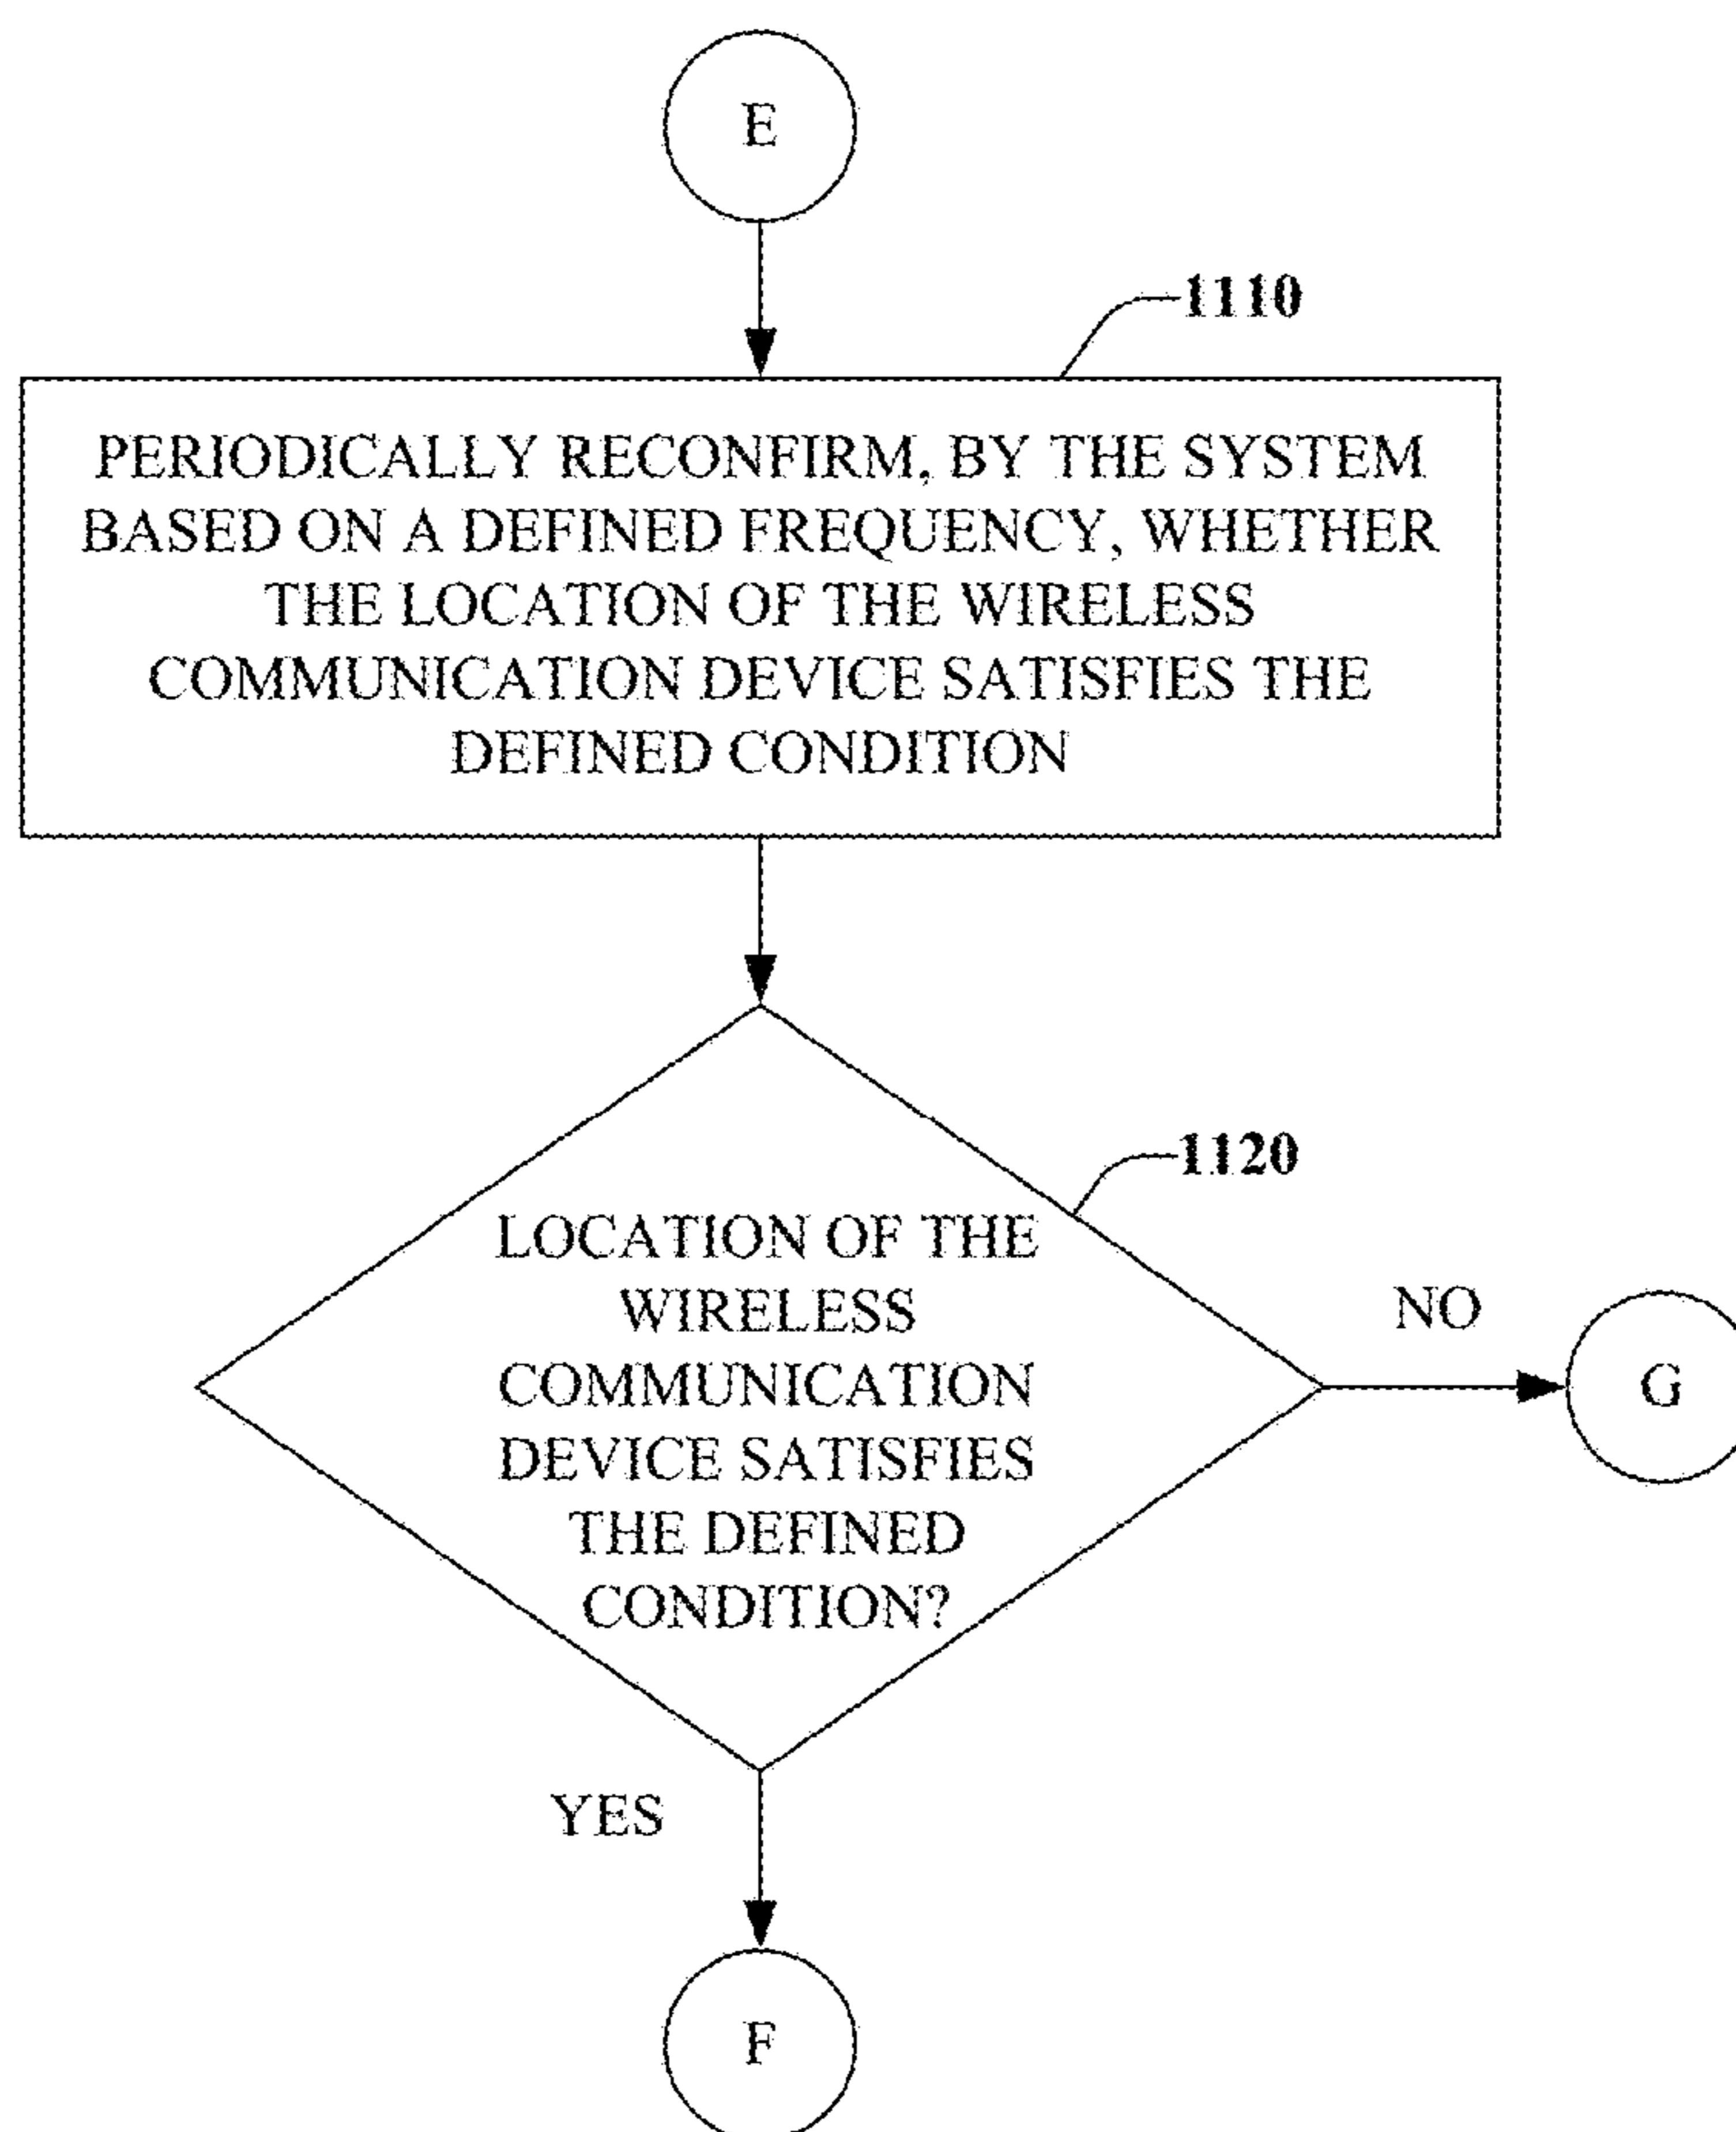 E
1110
PERIODICALLY RECONFIRM, BY THE SYSTEM
BASED ON A DEFINED FREQUENCY, WHETHER
THE LOCATION OF THE WIRELESS
COMMUNICATION DEVICE SATISFIES THE
DEFINED CONDITION
1120
LOCATION OF THE
WIRELESS
COMMUNICATION
DEVICE SATISFIES
THE DEFINED
CONDITION?
NO
G
YES
F